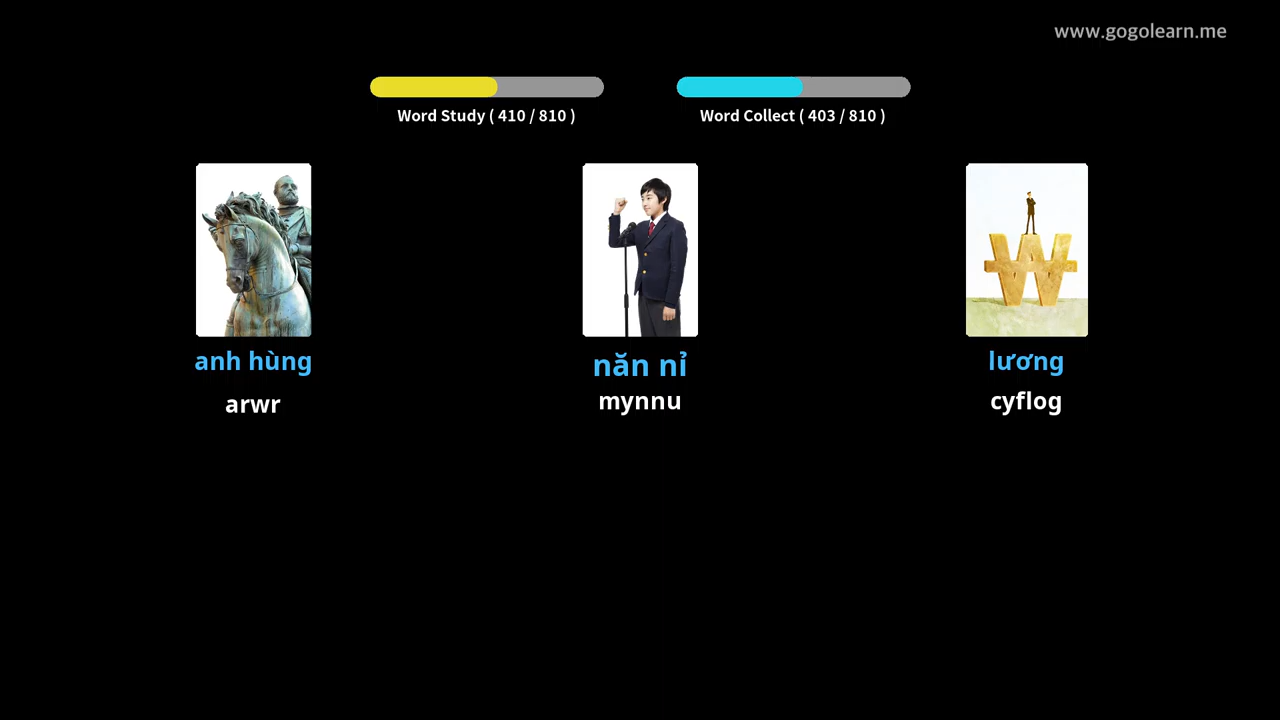 www.gogolearn.me
Word Study ( 410 / 810 )
Word Collect ( 403 / 810 )
anh hùng
arwr
năn nỉ
mynnu
lương
cyflog